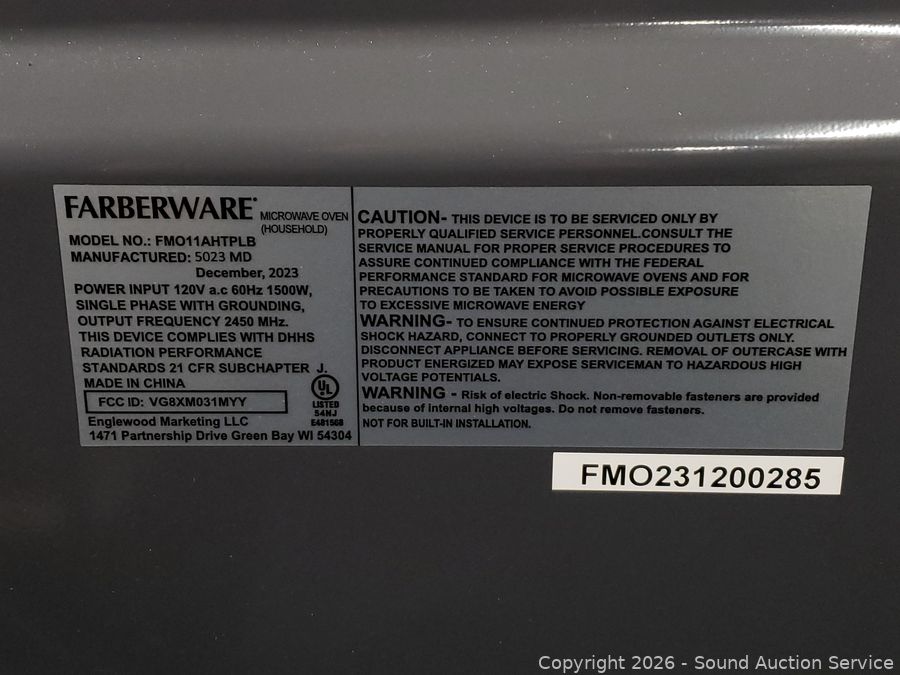 FARBERWARE® MICROWAVE OVEN
(HOUSEHOLD)
MODEL NO.: FMO11AHTPLB
MANUFACTURED: 5023 MD
December, 2023
POWER INPUT 120V a.c 60Hz 1500W,
SINGLE PHASE WITH GROUNDING,
OUTPUT FREQUENCY 2450 MHz.
THIS DEVICE COMPLIES WITH DHHS
RADIATION PERFORMANCE
STANDARDS 21 CFR SUBCHAPTER J.
MADE IN CHINA
FCC ID: VG8XM031MYY
UL
LISTED
54NJ
E481568
Englewood Marketing LLC
1471 Partnership Drive Green Bay WI 54304
CAUTION- THIS DEVICE IS TO BE SERVICED ONLY BY
PROPERLY QUALIFIED SERVICE PERSONNEL.CONSULT THE
SERVICE MANUAL FOR PROPER SERVICE PROCEDURES TO
ASSURE CONTINUED COMPLIANCE WITH THE FEDERAL
PERFORMANCE STANDARD FOR MICROWAVE OVENS AND FOR
PRECAUTIONS TO BE TAKEN TO AVOID POSSIBLE EXPOSURE
TO EXCESSIVE MICROWAVE ENERGY
WARNING- TO ENSURE CONTINUED PROTECTION AGAINST ELECTRICAL
SHOCK HAZARD, CONNECT TO PROPERLY GROUNDED OUTLETS ONLY.
DISCONNECT APPLIANCE BEFORE SERVICING. REMOVAL OF OUTERCASE WITH
PRODUCT ENERGIZED MAY EXPOSE SERVICEMAN TO HAZARDOUS HIGH
VOLTAGE POTENTIALS.
WARNING - Risk of electric Shock. Non-removable fasteners are provided
because of internal high voltages. Do not remove fasteners.
NOT FOR BUILT-IN INSTALLATION.
FMO231200285
Copyright © 2026 - Sound Auction Service